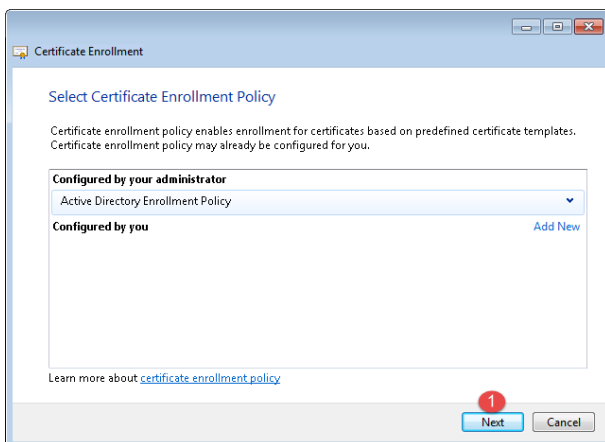 Certificate Enrollment
Select Certificate Enrollment Policy
Certificate enrollment policy enables enrollment for certificates based on predefined certificate templates.
Certificate enrollment policy may already be configured for you.
Configured by your administrator
Active Directory Enrollment Policy
Configured by you Add New
Learn more about certificate enrollment policy
1
Next Cancel